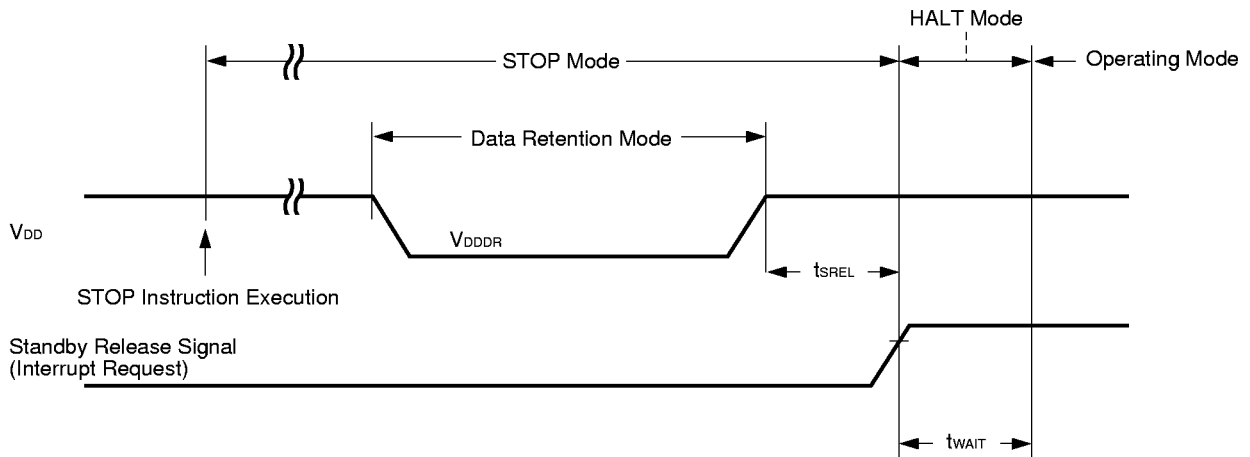 HALT Mode
STOP Mode
Operating Mode
Data Retention Mode
VDD
VDDDR
tSREL
STOP Instruction Execution
Standby Release Signal
(Interrupt Request)
tWAIT